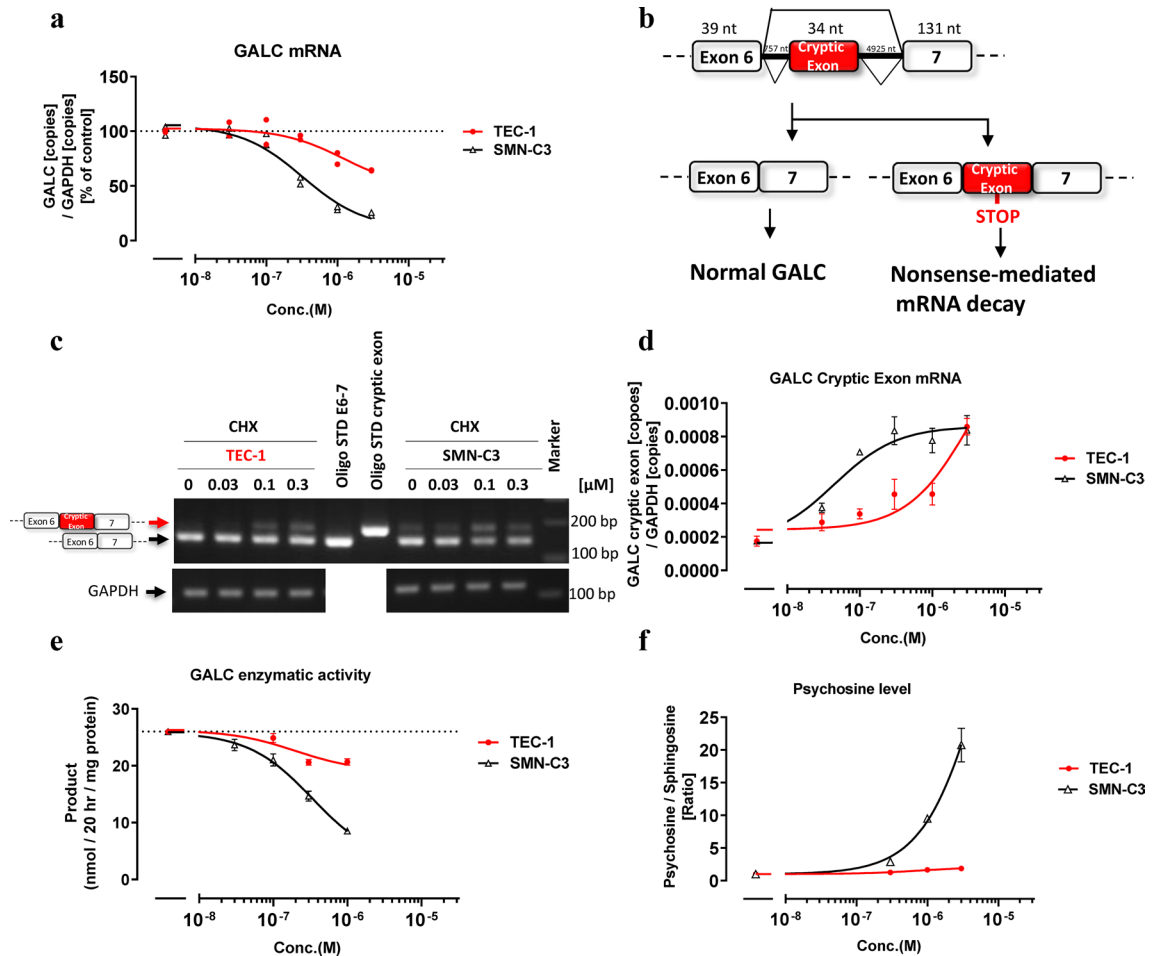 a
GALC mRNA
GALC [copies]
/ GAPDH [copies]
[% of control]
150
100
50
0
10-8
10-7
10-6
10-5
Conc.(M)
TEC-1
SMN-C3
b
39 nt
34 nt
131 nt
Exon 6
757 nt
Cryptic
Exon
4925 nt
7
Exon 6
7
Exon 6
Cryptic
Exon
7
STOP
Normal GALC
Nonsense-mediated
mRNA decay
c
CHX
TEC-1
0 0.03 0.1 0.3
Oligo STD E6-7
Oligo STD cryptic exon
CHX
SMN-C3
0 0.03 0.1 0.3
Marker
[µM]
Exon 6
Cryptic
Exon
7
Exon 6
7
200 bp
100 bp
GAPDH
100 bp
d
GALC Cryptic Exon mRNA
GALC cryptic exon [copoes]
/ GAPDH [copies]
0.0010
0.0008
0.0006
0.0004
0.0002
0.0000
10-8
10-7
10-6
10-5
Conc.(M)
TEC-1
SMN-C3
e
GALC enzymatic activity
Product
(nmol / 20 hr / mg protein)
30
20
10
0
10-8
10-7
10-6
10-5
Conc.(M)
TEC-1
SMN-C3
f
Psychosine level
Psychosine / Sphingosine
[Ratio]
25
20
15
10
5
0
10-8
10-7
10-6
10-5
Conc.(M)
TEC-1
SMN-C3